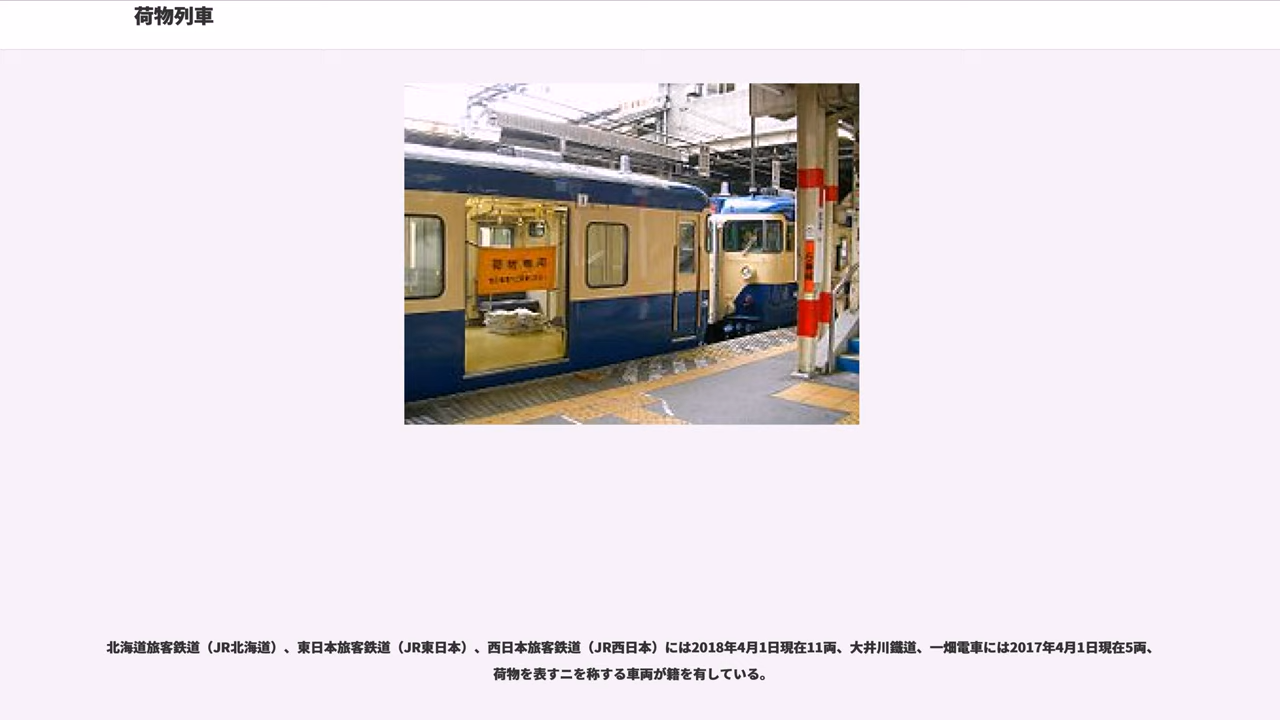 荷物列車
荷物専用
北海道旅客鉄道（JR北海道）、東日本旅客鉄道（JR東日本）、西日本旅客鉄道（JR西日本）には2018年4月1日現在11両、大井川鐵道、一畑電車には2017年4月1日現在5両、
荷物を表すニを称する車両が籍を有している。